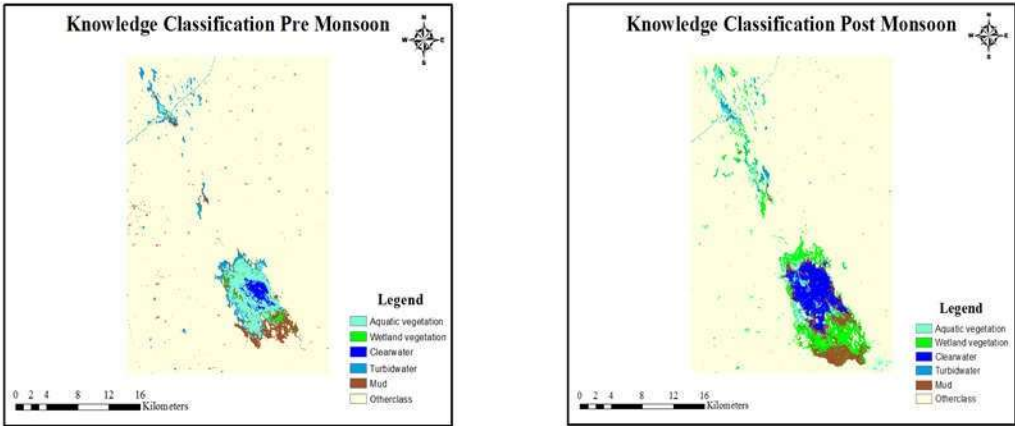 Knowledge Classification Pre Monsoon
N
W E
S
Legend
Aquatic vegetation
Wetland vegetation
Clearwater
Turbidwater
Mud
Otherclass
0 2 4 8 12 16
Kilometers
Knowledge Classification Post Monsoon
N
W E
S
Legend
Aquatic vegetation
Wetland vegetation
Clearwater
Turbidwater
Mud
Otherclass
0 2 4 8 12 16
Kilometers